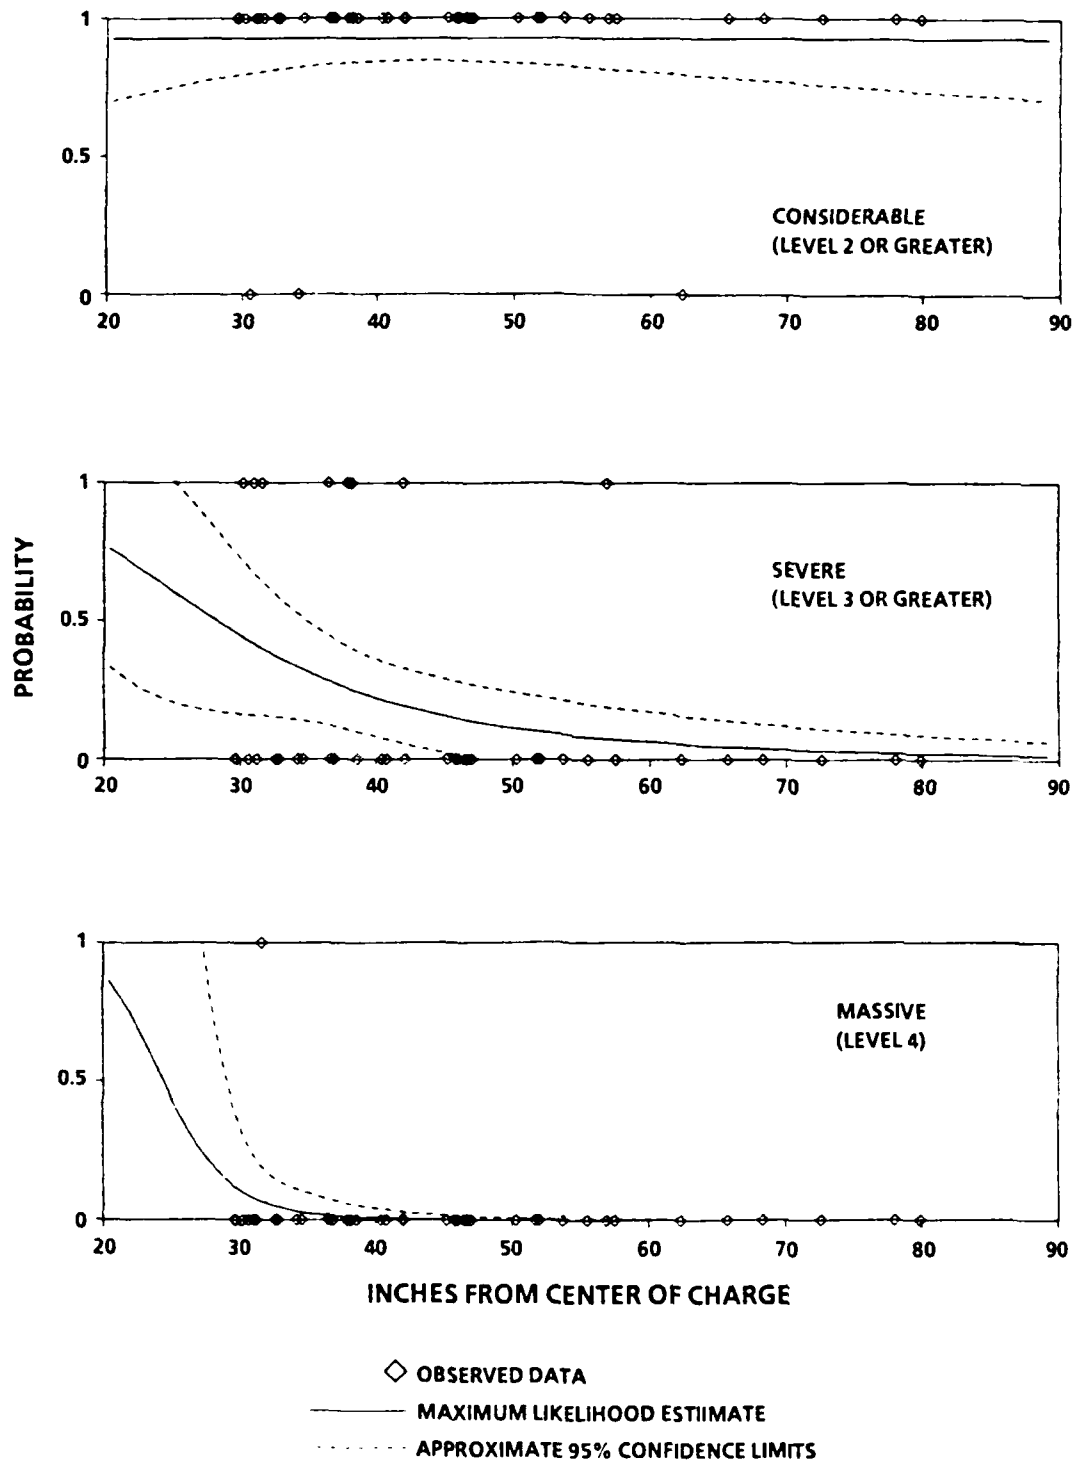 1
0.5
CONSIDERABLE
(LEVEL 2 OR GREATER)
0
20 30 40 50 60 70 80 90
PROBABILITY
1
SEVERE
(LEVEL 3 OR GREATER)
0.5
0
20 30 40 50 60 70 80 90
1
MASSIVE
(LEVEL 4)
0.5
0
20 30 40 50 60 70 80 90
INCHES FROM CENTER OF CHARGE
OBSERVED DATA
MAXIMUM LIKELIHOOD ESTIIMATE
APPROXIMATE 95% CONFIDENCE LIMITS